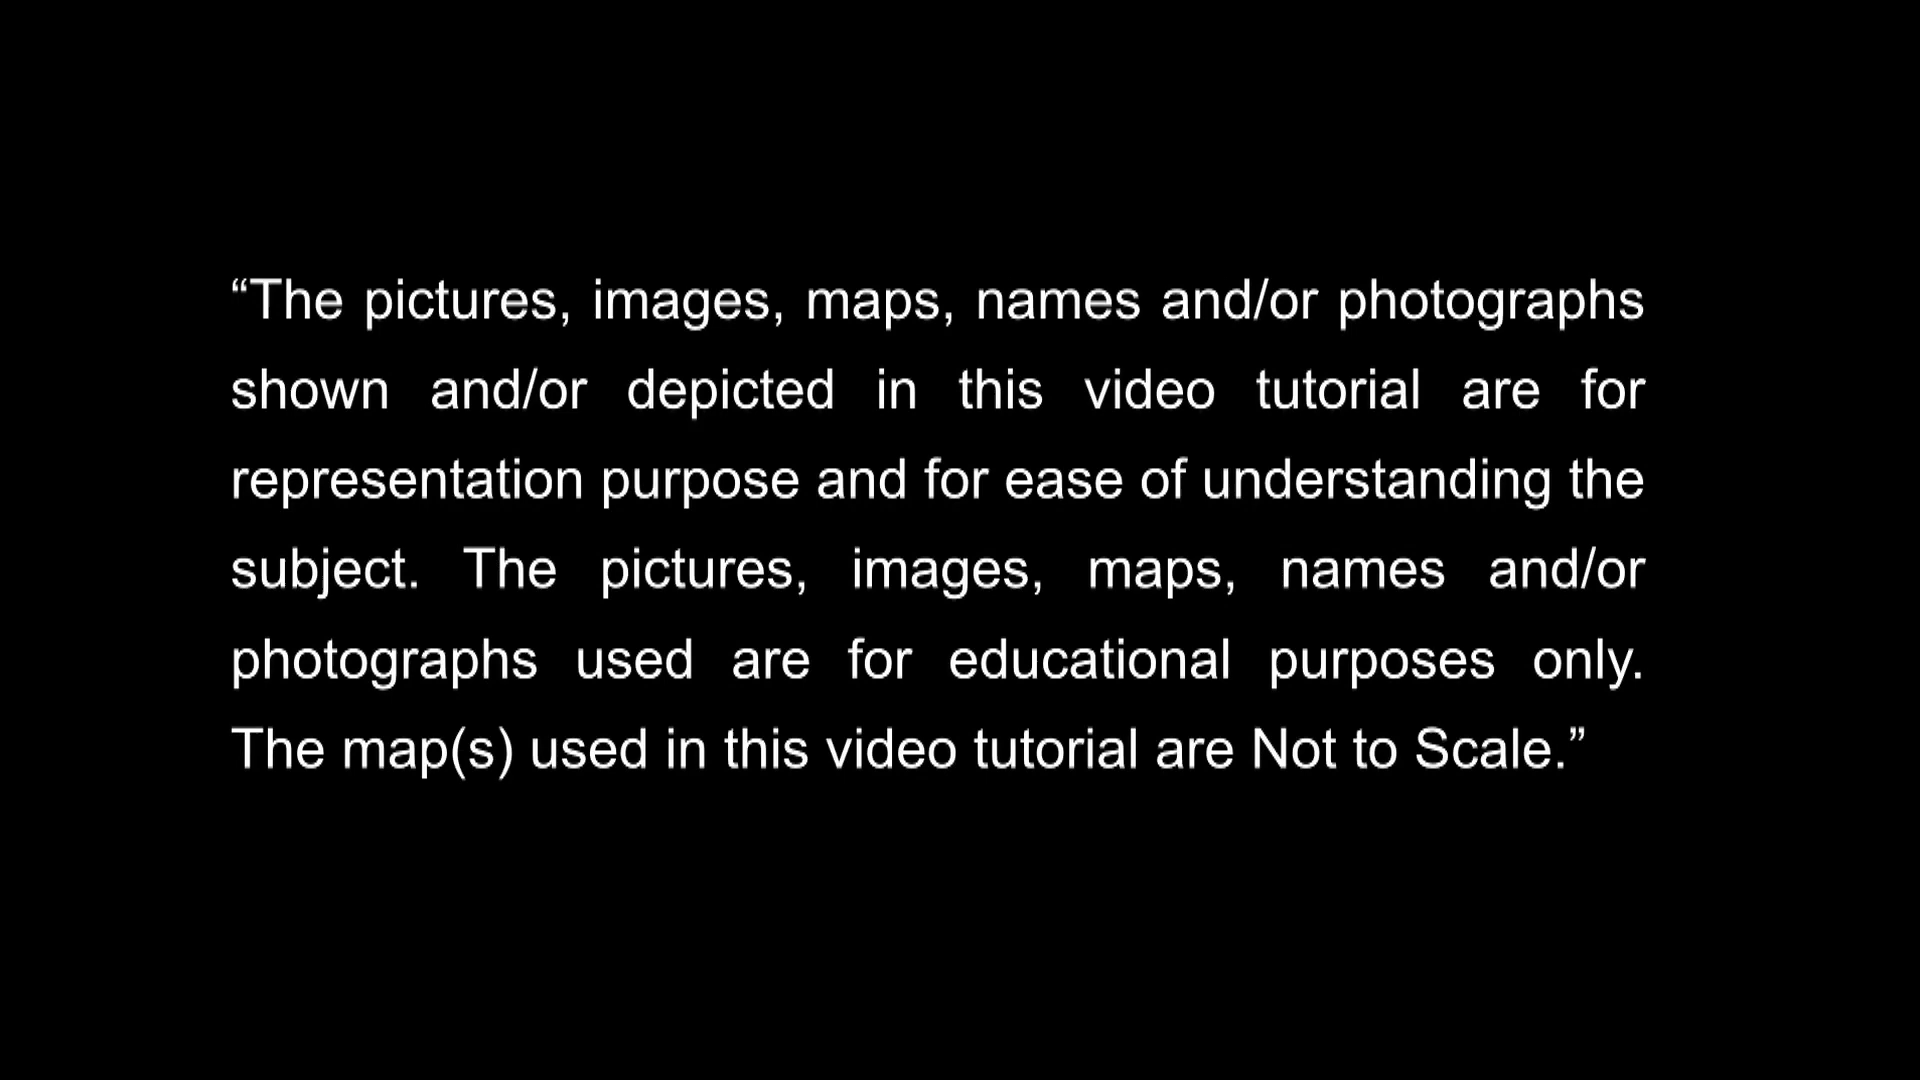 “The pictures, images, maps, names and/or photographs
shown and/or depicted in this video tutorial are for
representation purpose and for ease of understanding the
subject. The pictures, images, maps, names and/or
photographs used are for educational purposes only.
The map(s) used in this video tutorial are Not to Scale.”